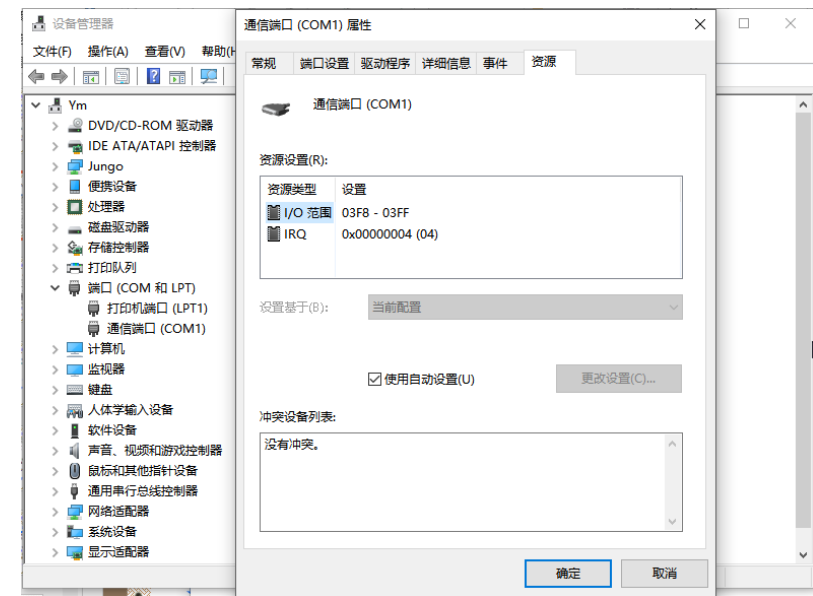 设备管理器
文件(F) 操作(A) 查看(V) 帮助(H
Ym
DVD/CD-ROM 驱动器
IDE ATA/ATAPI 控制器
Jungo
便携设备
处理器
磁盘驱动器
存储控制器
打印队列
端口 (COM 和 LPT)
打印机端口 (LPT1)
通信端口 (COM1)
计算机
监视器
键盘
人体学输入设备
软件设备
声音、视频和游戏控制器
鼠标和其他指针设备
通用串行总线控制器
网络适配器
系统设备
显示适配器
通信端口 (COM1) 属性
常规 端口设置 驱动程序 详细信息 事件 资源
通信端口 (COM1)
资源设置(R):
资源类型 设置
I/O 范围 03F8 - 03FF
IRQ 0x00000004 (04)
设置基于(B): 当前配置
使用自动设置(U) 更改设置(C)...
冲突设备列表:
没有冲突。
确定 取消